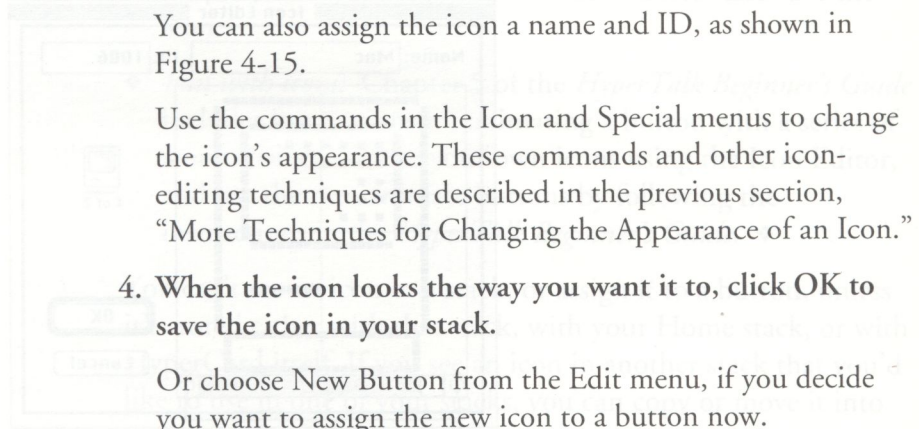 You can also assign the icon a name and ID, as shown in
Figure 4-15.
Use the commands in the Icon and Special menus to change
the icon's appearance. These commands and other icon-
editing techniques are described in the previous section,
“More Techniques for Changing the Appearance of an Icon.”
4. When the icon looks the way you want it to, click OK to
save the icon in your stack.
Or choose New Button from the Edit menu, if you decide
you want to assign the new icon to a button now.